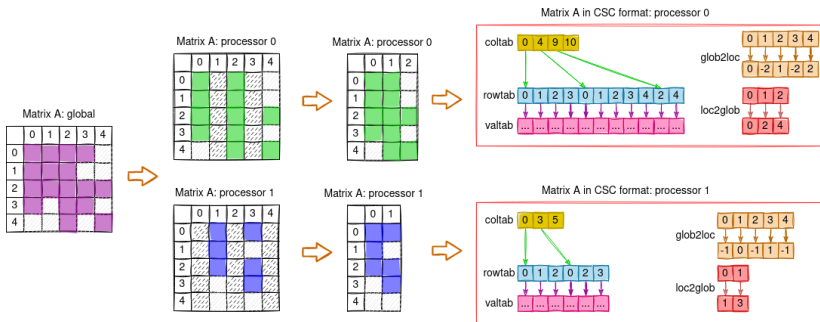 Matrix A: global
0 1 2 3 4
0
1
2
3
4
Matrix A: processor 0
0 1 2 3 4
0
1
2
3
4
Matrix A: processor 0
0 1 2
0
1
2
3
4
Matrix A in CSC format: processor 0
coltab 0 4 9 10
rowtab 0 1 2 3 0 1 2 3 4 2 4
valtab ... ... ... ... ... ... ... ... ... ... ...
0 1 2 3 4
glob2loc
0 -2 1 -2 2
0 1 2
loc2glob
0 2 4
Matrix A: processor 1
0 1 2 3 4
0
1
2
3
4
Matrix A: processor 1
0 1
0
1
2
3
4
Matrix A in CSC format: processor 1
coltab 0 3 5
rowtab 0 1 2 0 2 3
valtab ... ... ... ... ... ...
0 1 2 3 4
glob2loc
-1 0 -1 1 -1
0 1
loc2glob
1 3